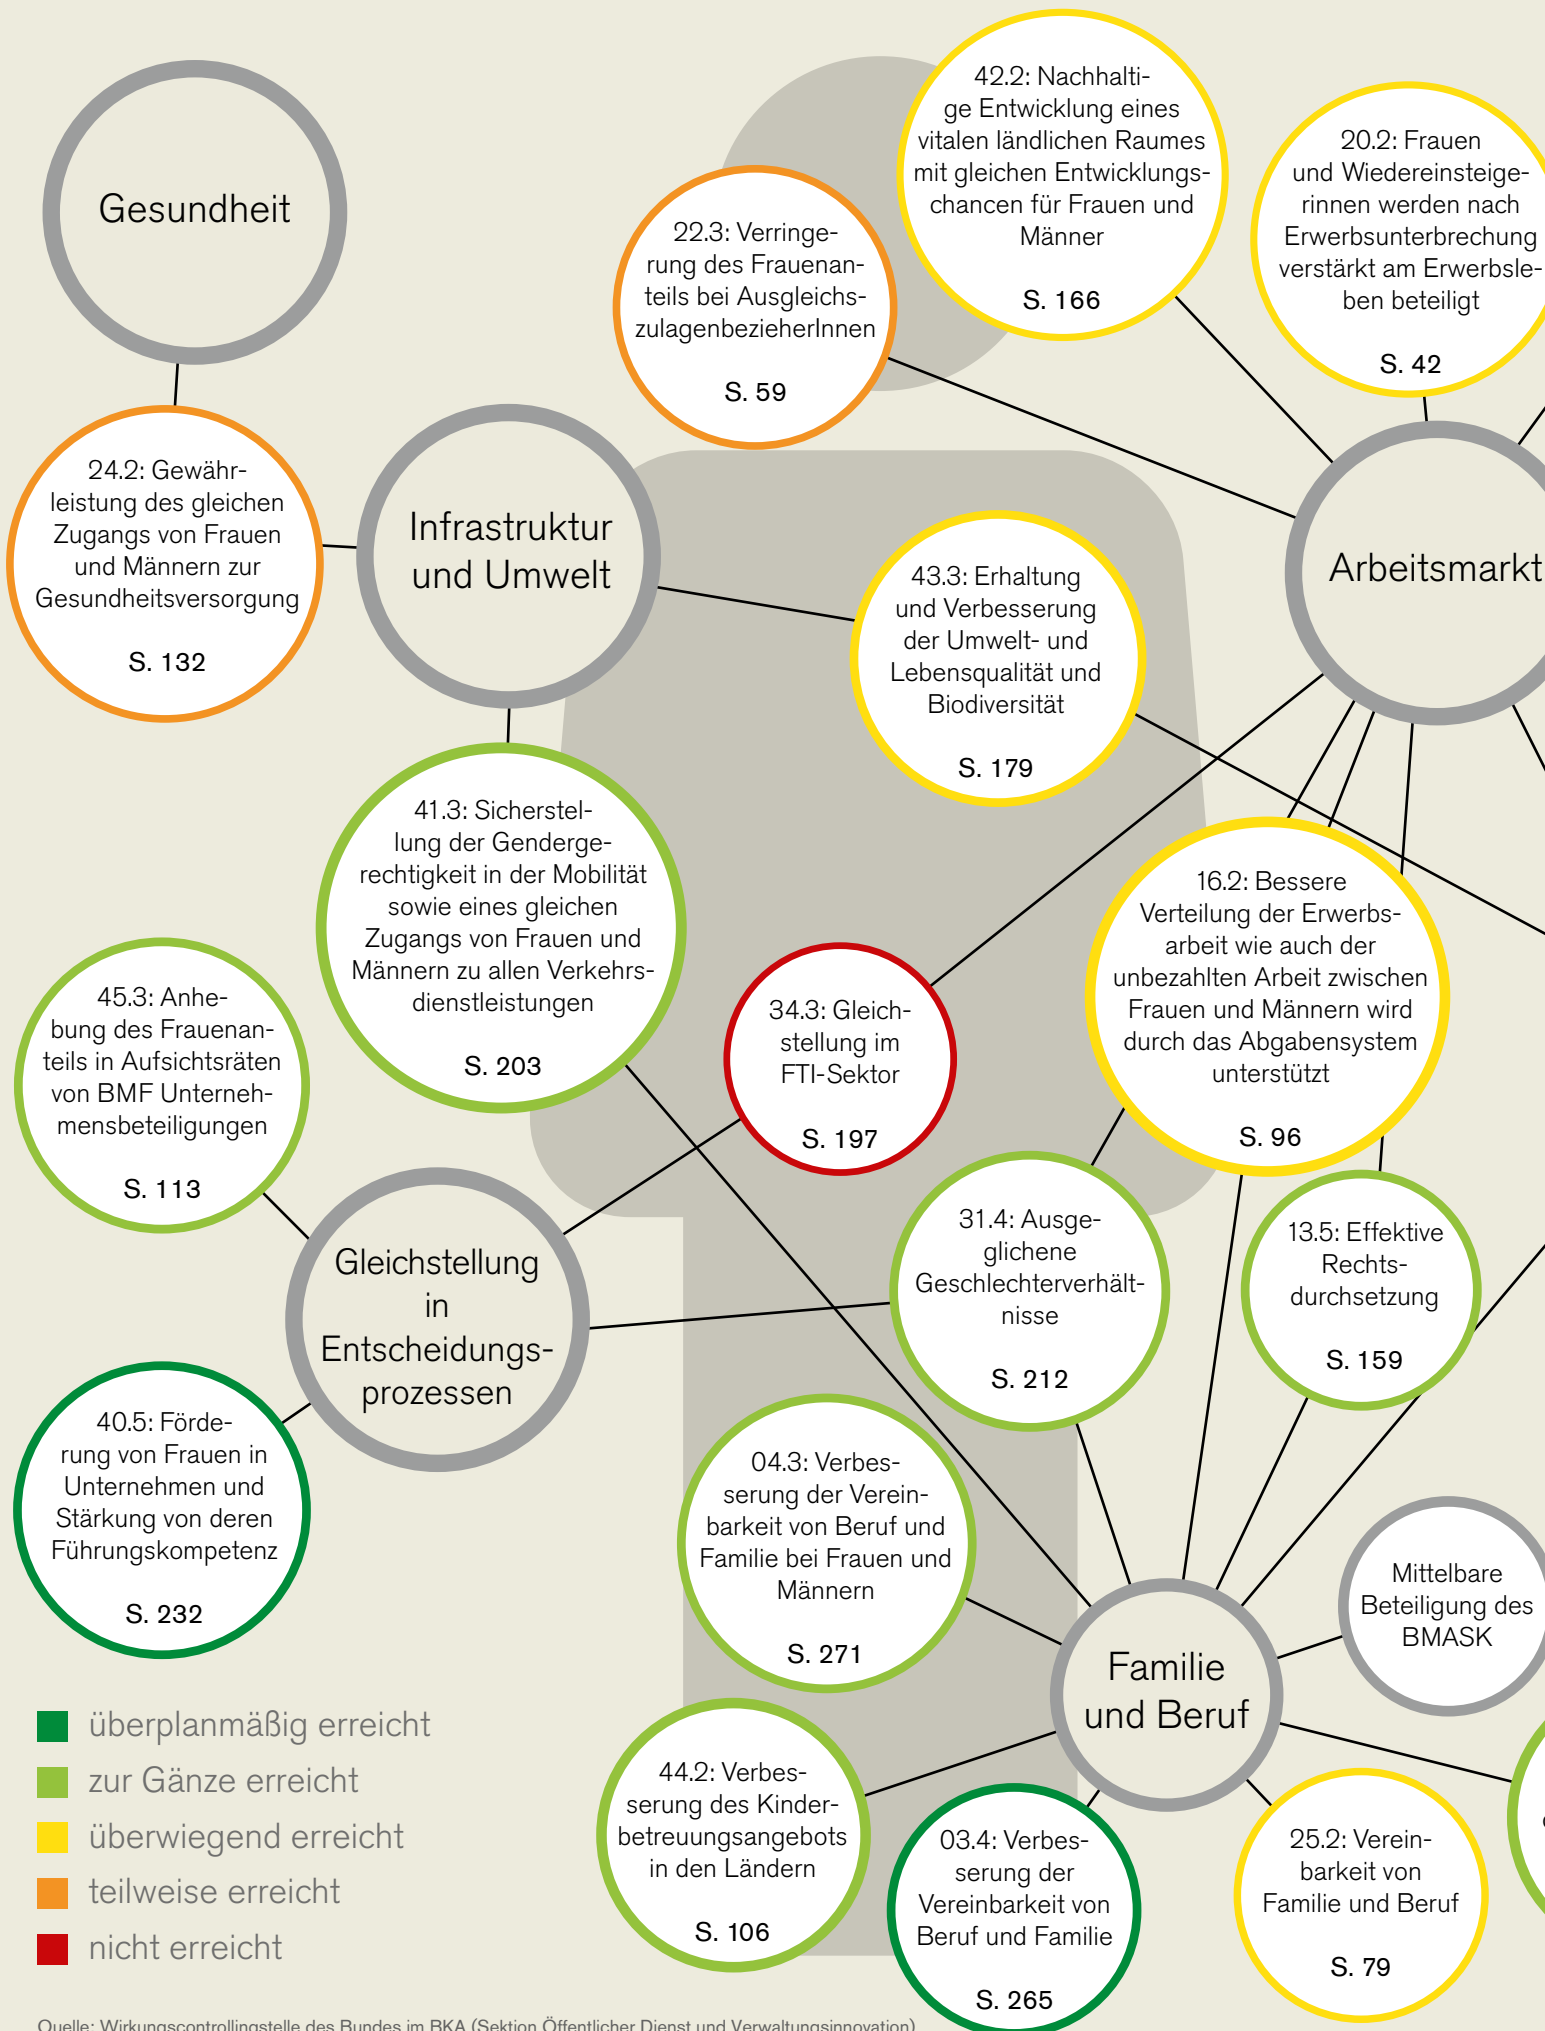 42.2: Nachhalti-
ge Entwicklung eines
vitalen ländlichen Raumes
mit gleichen Entwicklungs-
chancen für Frauen und
Männer
S. 166
20.2: Frauen
und Wiedereinsteige-
rinnen werden nach
Erwerbsunterbrechung
verstärkt am Erwerbsle-
ben beteiligt
S. 42
Gesundheit
22.3: Verringe-
rung des Frauenan-
teils bei Ausgleichs-
zulagenbezieherInnen
S. 59
24.2: Gewähr-
leistung des gleichen
Zugangs von Frauen
und Männern zur
Gesundheitsversorgung
S. 132
Infrastruktur
und Umwelt
43.3: Erhaltung
und Verbesserung
der Umwelt- und
Lebensqualität und
Biodiversität
S. 179
Arbeitsmarkt
41.3: Sicherstel-
lung der Genderge-
rechtigkeit in der Mobilität
sowie eines gleichen
Zugangs von Frauen und
Männern zu allen Verkehrs-
dienstleistungen
S. 203
16.2: Bessere
Verteilung der Erwerbs-
arbeit wie auch der
unbezahlten Arbeit zwischen
Frauen und Männern wird
durch das Abgabensystem
unterstützt
S. 96
45.3: Anhe-
bung des Frauenan-
teils in Aufsichtsräten
von BMF Unterneh-
mensbeteiligungen
S. 113
34.3: Gleich-
stellung im
FTI-Sektor
S. 197
Gleichstellung
in
Entscheidungs-
prozessen
31.4: Ausge-
glichene
Geschlechterverhält-
nisse
S. 212
13.5: Effektive
Rechts-
durchsetzung
S. 159
40.5: Förde-
rung von Frauen in
Unternehmen und
Stärkung von deren
Führungskompetenz
S. 232
04.3: Verbes-
serung der Verein-
barkeit von Beruf und
Familie bei Frauen und
Männern
S. 271
Mittelbare
Beteiligung des
BMASK
Familie
und Beruf
44.2: Verbes-
serung des Kinder-
betreuungsangebots
in den Ländern
S. 106
03.4: Verbes-
serung der
Vereinbarkeit von
Beruf und Familie
S. 265
25.2: Verein-
barkeit von
Familie und Beruf
S. 79
überplanmäßig erreicht
zur Gänze erreicht
überwiegend erreicht
teilweise erreicht
nicht erreicht
Quelle: Wirkungscontrollingstelle des Bundes im BKA (Sektion Öffentlicher Dienst und Verwaltungsinnovation)